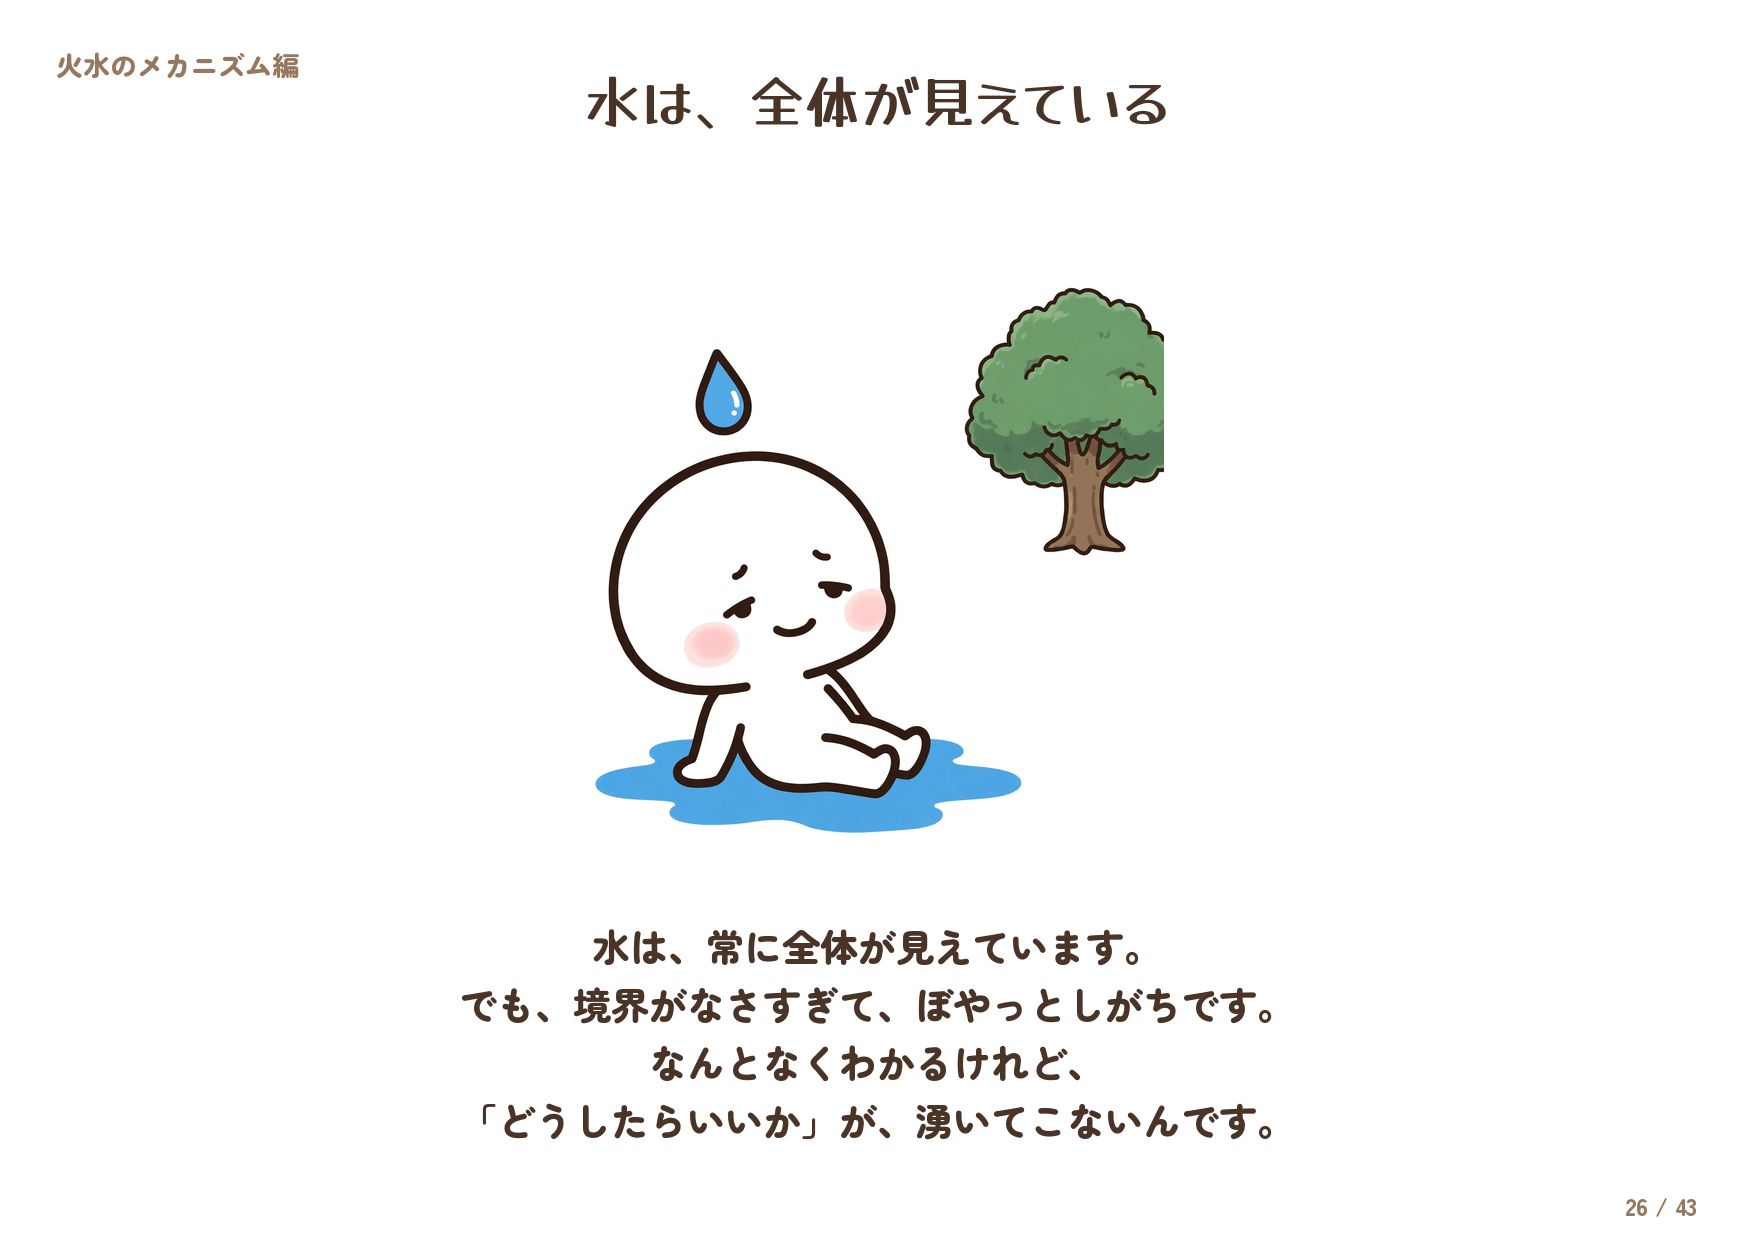 火水のメカニズム編
水は、全体が見えている
水は、常に全体が見えています。
でも、境界がなさすぎて、ぼやっとしがちです。
なんとなくわかるけれど、
「どうしたらいいか」が、湧いてこないんです。
26 / 43